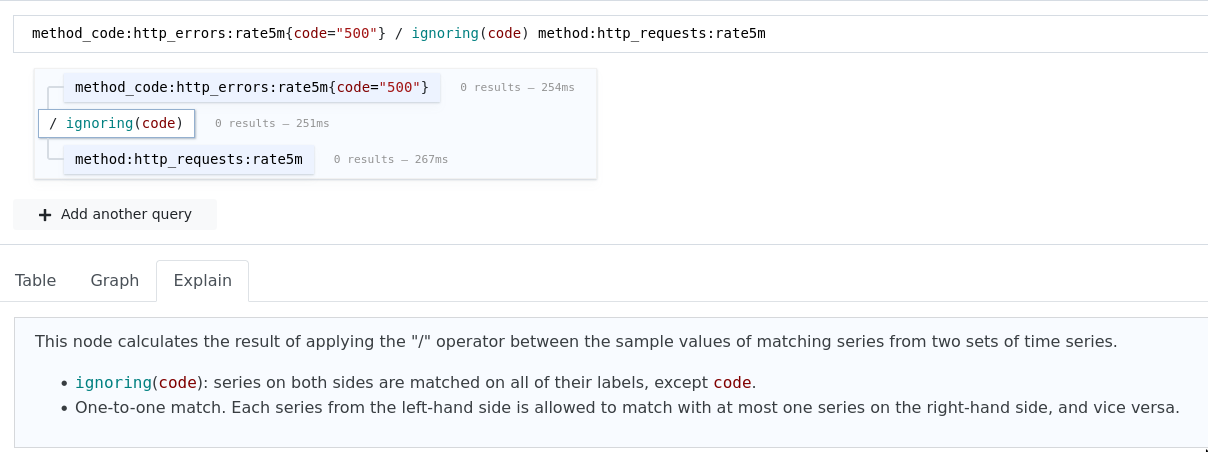 method_code:http_errors:rate5m{code="500"} / ignoring(code) method:http_requests:rate5m
method_code:http_errors:rate5m{code="500"} 0 results – 254ms
/ ignoring(code) 0 results – 251ms
method:http_requests:rate5m 0 results – 267ms
+ Add another query
Table Graph Explain
This node calculates the result of applying the "/" operator between the sample values of matching series from two sets of time series.
• ignoring(code): series on both sides are matched on all of their labels, except code.
• One-to-one match. Each series from the left-hand side is allowed to match with at most one series on the right-hand side, and vice versa.